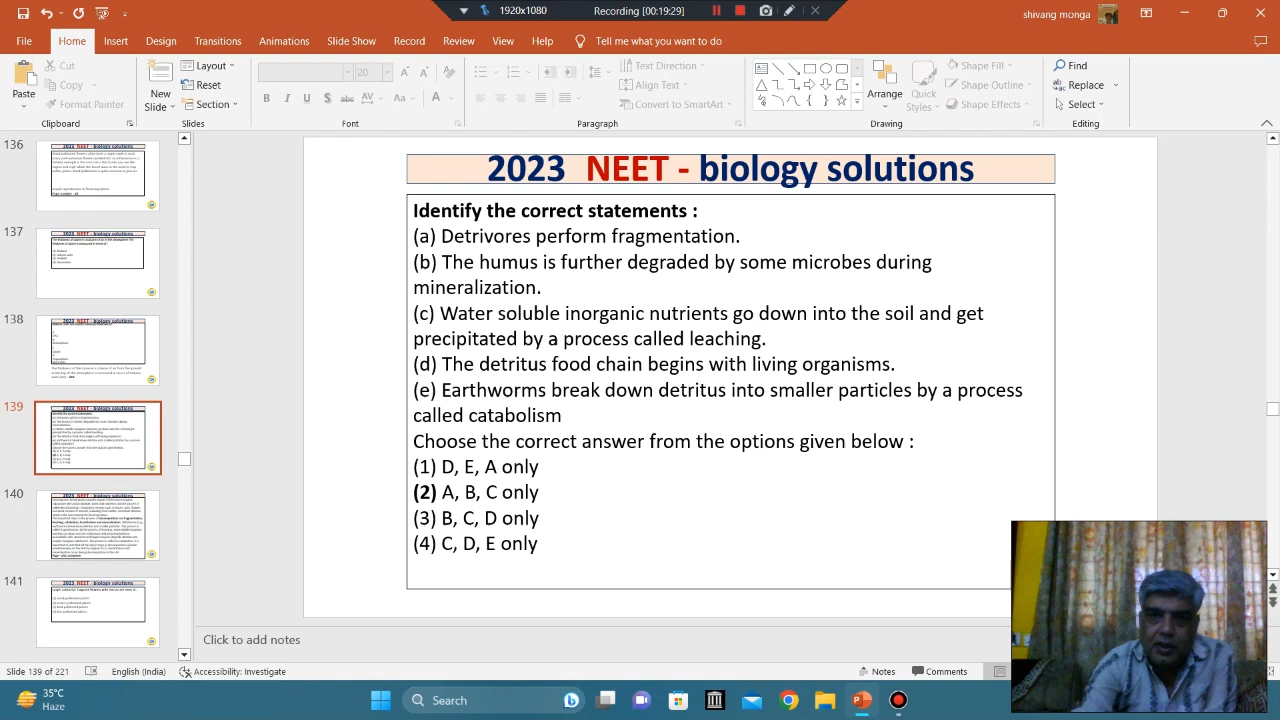 1920x1080
Recording [00:19:29]
shivang monga
File Home Insert Design Transitions Animations Slide Show Record Review View Help Tell me what you want to do
Paste
Cut
Copy
Format Painter
Clipboard
New
Slide
Layout
Reset
Section
Slides
20
Font
Text Direction
Align Text
Convert to SmartArt
Paragraph
Arrange
Quick
Styles
Shape Fill
Shape Outline
Shape Effects
Drawing
Find
Replace
Select
Editing
136
137
138
139
140
141
2023 NEET - biology solutions
Identify the correct statements :
(a) Detrivores perform fragmentation.
(b) The humus is further degraded by some microbes during
mineralization.
(c) Water soluble inorganic nutrients go down into the soil and get
precipitated by a process called leaching.
(d) The detritus food chain begins with living organisms.
(e) Earthworms break down detritus into smaller particles by a process
called catabolism
Choose the correct answer from the options given below :
(1) D, E, A only
(2) A, B, C only
(3) B, C, D only
(4) C, D, E only
Click to add notes
Slide 139 of 221 English (India) Accessibility: Investigate Notes Comments
35°C
Haze
Search